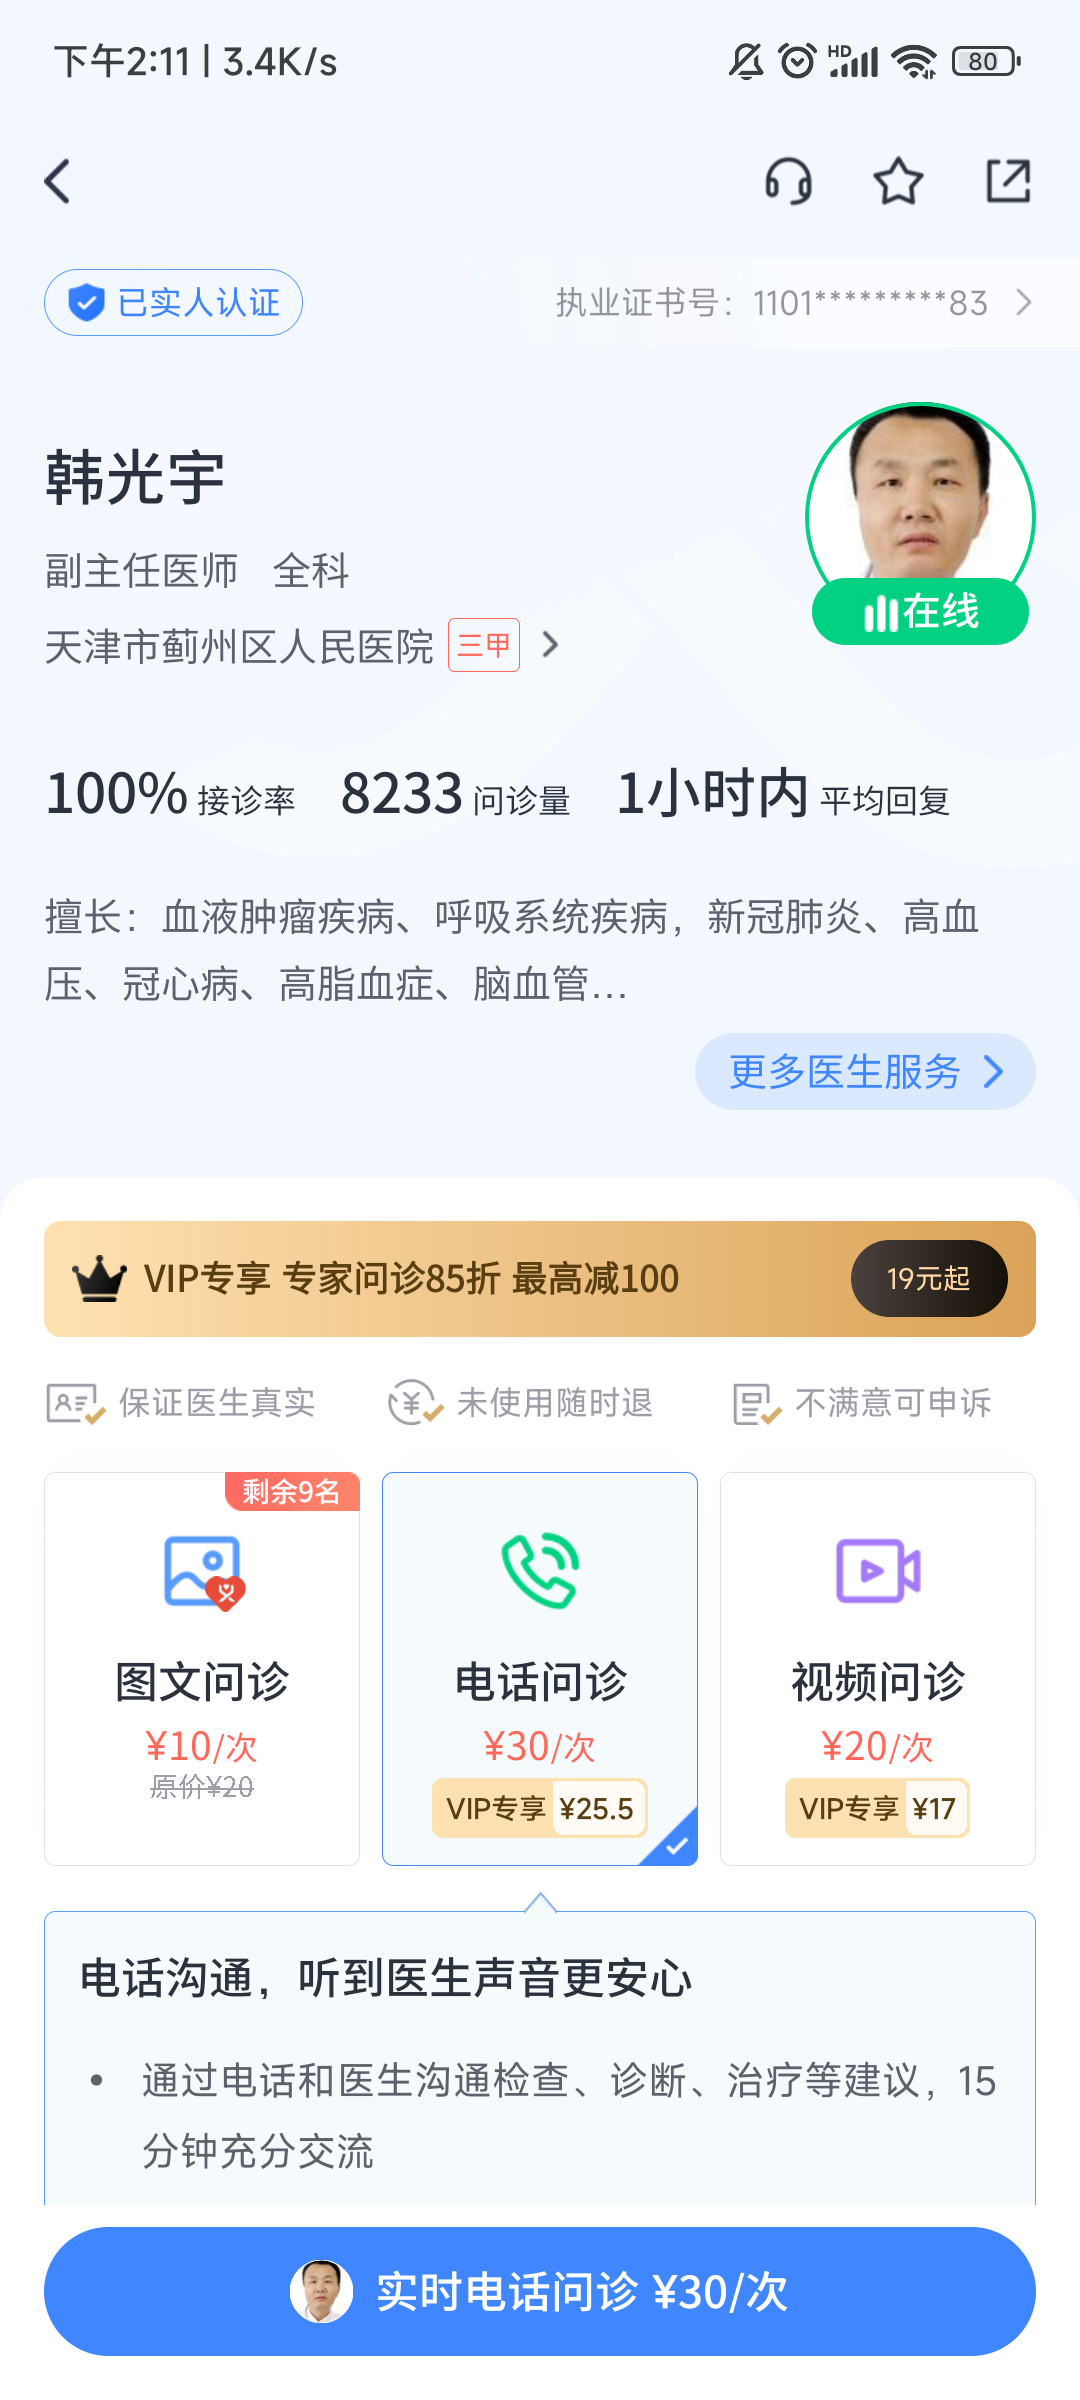 下午2:11 | 3.4K/s
HD
80
已实人认证
执业证书号：1101*********83
韩光宇
副主任医师 全科
天津市蓟州区人民医院 三甲
在线
100% 接诊率 8233 问诊量 1小时内 平均回复
擅长：血液肿瘤疾病、呼吸系统疾病，新冠肺炎、高血
压、冠心病、高脂血症、脑血管...
更多医生服务
VIP专享 专家问诊85折 最高减100
19元起
保证医生真实 未使用随时退 不满意可申诉
剩余9名
图文问诊
¥10/次
原价¥20
电话问诊
¥30/次
VIP专享 ¥25.5
视频问诊
¥20/次
VIP专享 ¥17
电话沟通，听到医生声音更安心
• 通过电话和医生沟通检查、诊断、治疗等建议，15
分钟充分交流
实时电话问诊 ¥30/次